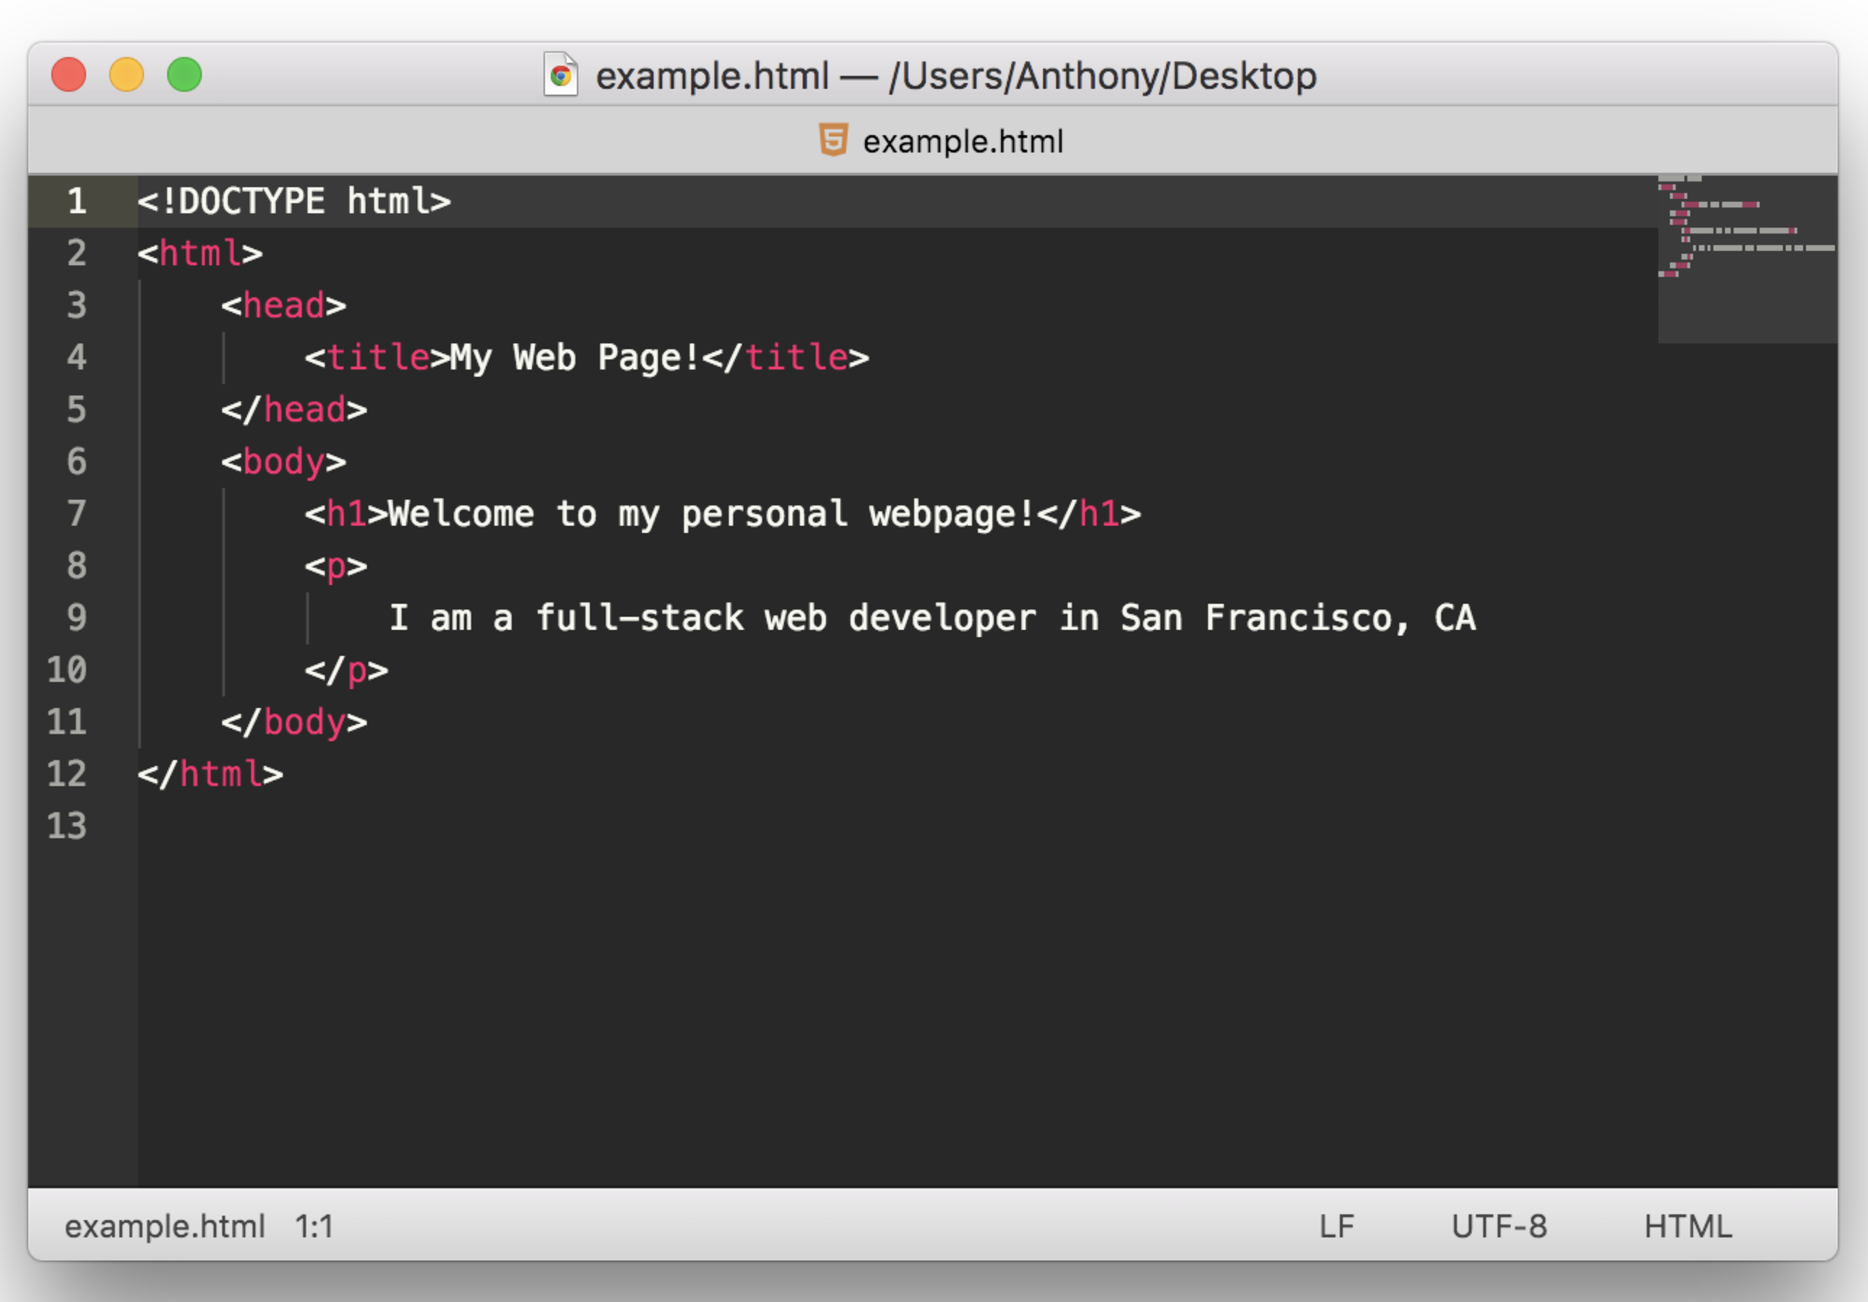 example.html — /Users/Anthony/Desktop
example.html
1 <!DOCTYPE html>
2 <html>
3     <head>
4         <title>My Web Page!</title>
5     </head>
6     <body>
7         <h1>Welcome to my personal webpage!</h1>
8         <p>
9             I am a full-stack web developer in San Francisco, CA
10         </p>
11     </body>
12 </html>
13
example.html 1:1 LF UTF-8 HTML